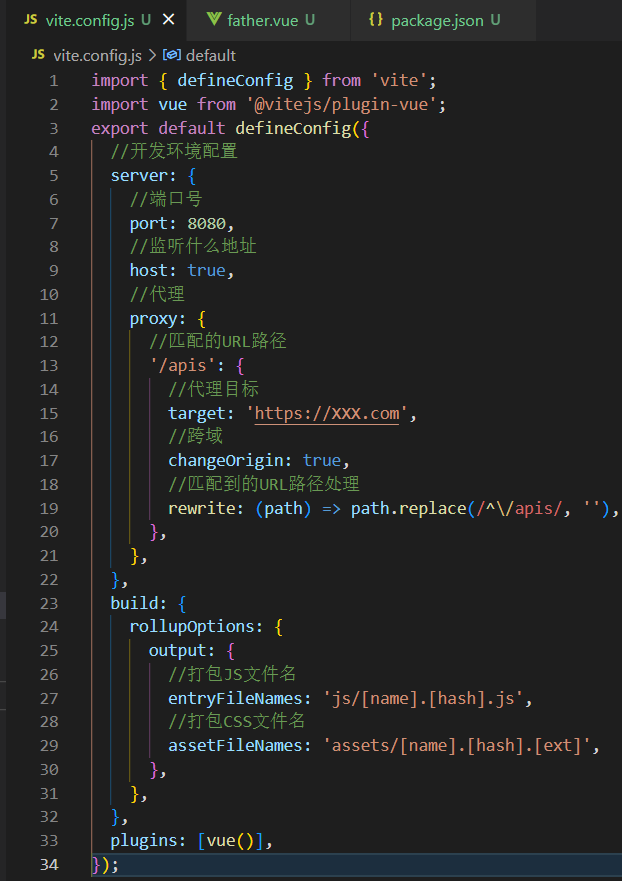 JS vite.config.js U × father.vue U {} package.json U
JS vite.config.js > default
1 import { defineConfig } from 'vite';
2 import vue from '@vitejs/plugin-vue';
3 export default defineConfig({
4 //开发环境配置
5 server: {
6 //端口号
7 port: 8080,
8 //监听什么地址
9 host: true,
10 //代理
11 proxy: {
12 //匹配的URL路径
13 '/apis': {
14 //代理目标
15 target: 'https://XXX.com',
16 //跨域
17 changeOrigin: true,
18 //匹配到的URL路径处理
19 rewrite: (path) => path.replace(/^\/apis/, ''),
20 },
21 },
22 },
23 build: {
24 rollupOptions: {
25 output: {
26 //打包JS文件名
27 entryFileNames: 'js/[name].[hash].js',
28 //打包CSS文件名
29 assetFileNames: 'assets/[name].[hash].[ext]',
30 },
31 },
32 },
33 plugins: [vue()],
34 });